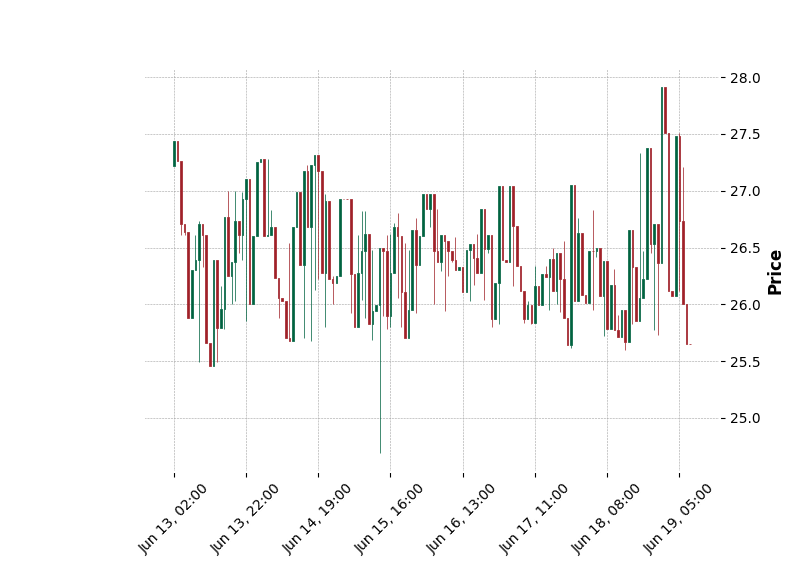 28.0
27.5
27.0
26.5
26.0
25.5
25.0
Price
Jun 13, 02:00
Jun 13, 22:00
Jun 14, 19:00
Jun 15, 16:00
Jun 16, 13:00
Jun 17, 11:00
Jun 18, 08:00
Jun 19, 05:00